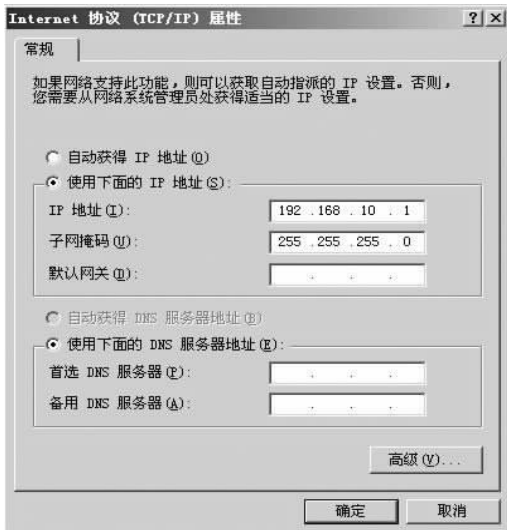 Internet 协议 (TCP/IP) 属性
常规
如果网络支持此功能，则可以获取自动指派的 IP 设置。否则，
您需要从网络系统管理员处获得适当的 IP 设置。
自动获得 IP 地址(O)
使用下面的 IP 地址(S):
IP 地址(I): 192 .168 . 10 . 1
子网掩码(U): 255 .255 .255 . 0
默认网关(D): . . .
自动获得 DNS 服务器地址(B)
使用下面的 DNS 服务器地址(E):
首选 DNS 服务器(P): . . .
备用 DNS 服务器(A): . . .
高级(V)...
确定 取消